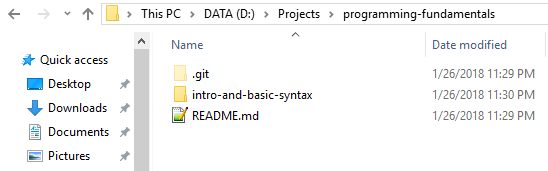 This PC > DATA (D:) > Projects > programming-fundamentals
Name Date modified
Quick access
Desktop
Downloads
Documents
Pictures
.git 1/26/2018 11:29 PM
intro-and-basic-syntax 1/26/2018 11:30 PM
README.md 1/26/2018 11:29 PM